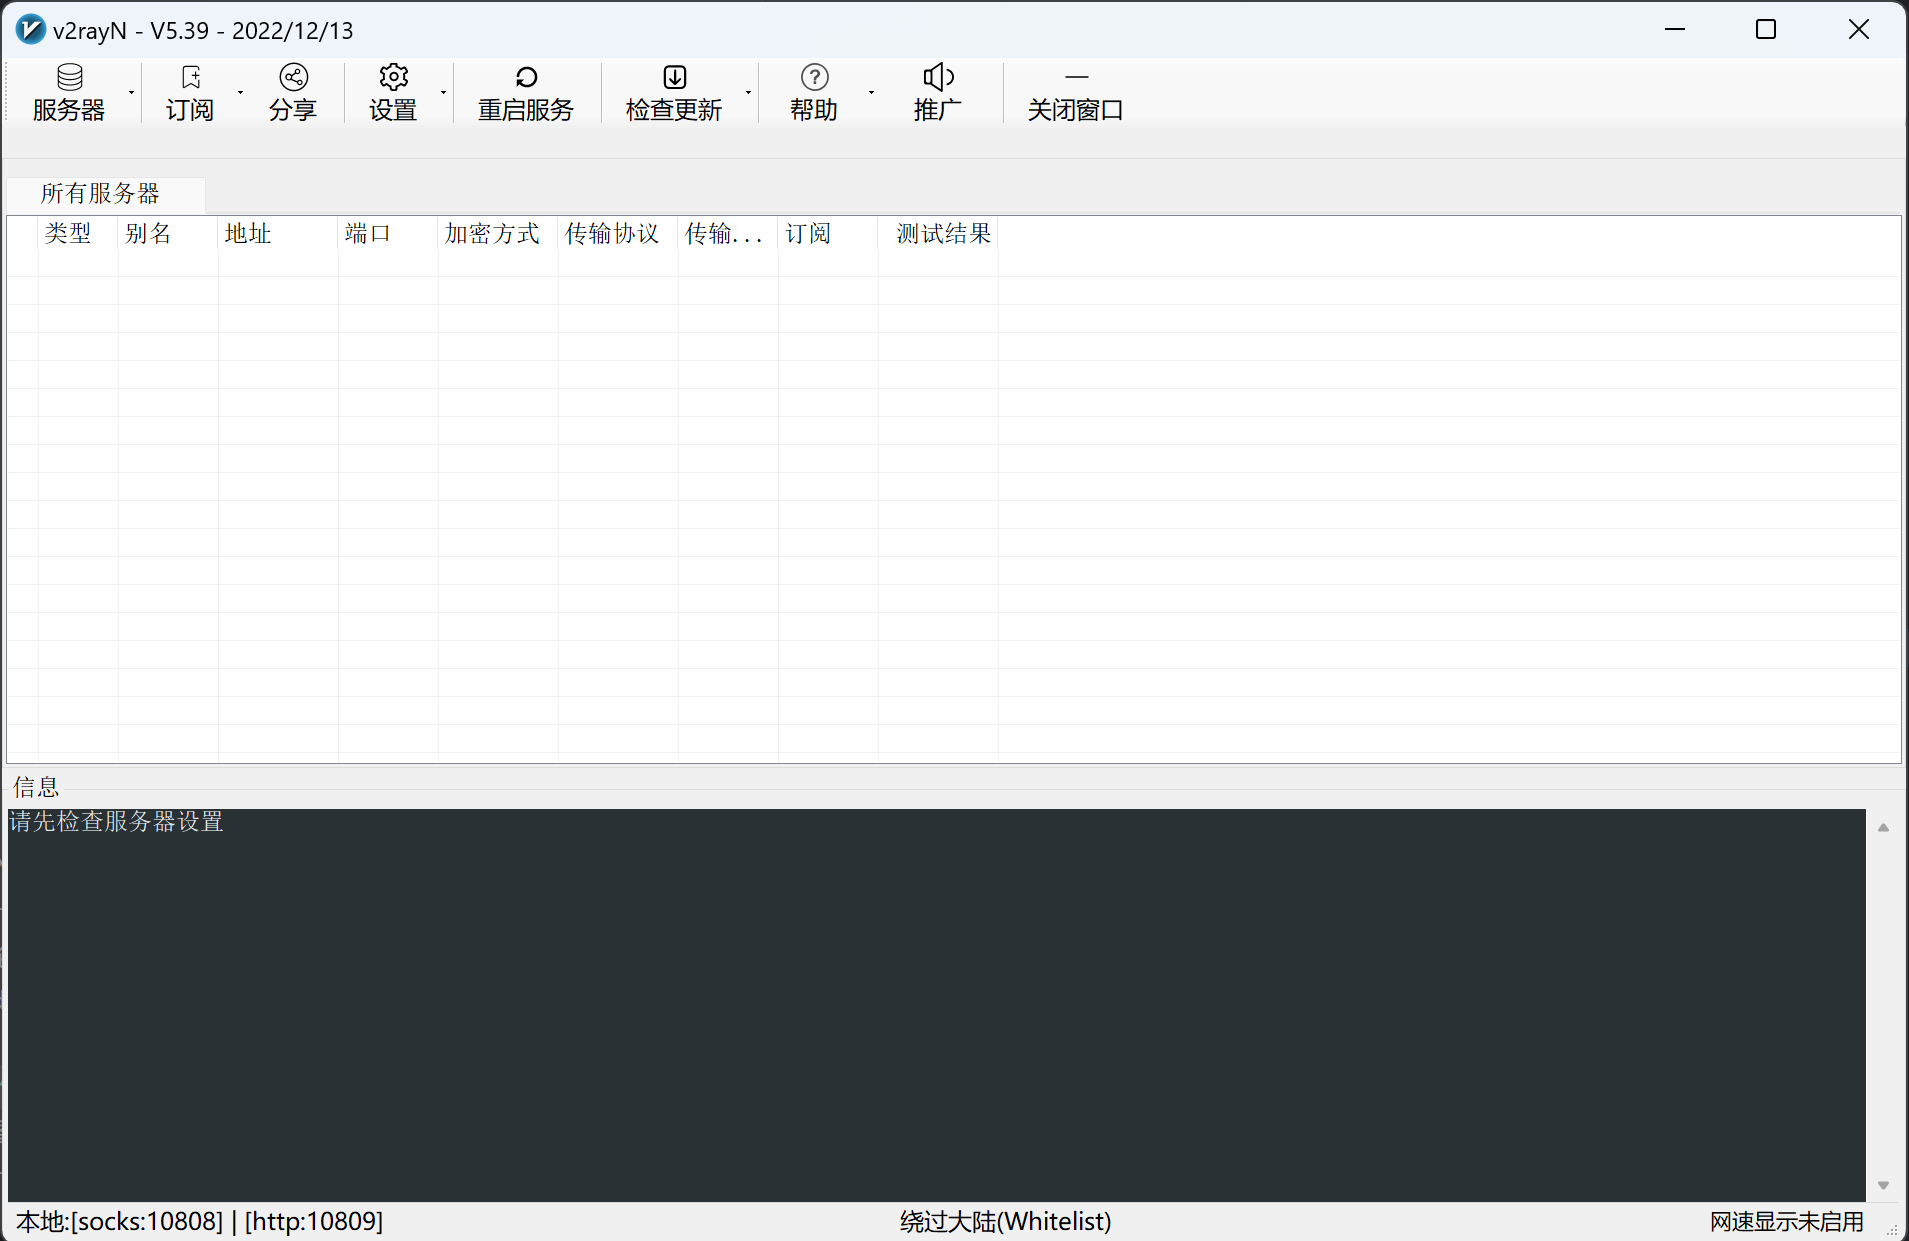 v2rayN - V5.39 - 2022/12/13
服务器 订阅 分享 设置 重启服务 检查更新 帮助 推广 关闭窗口
所有服务器
类型 别名 地址 端口 加密方式 传输协议 传输... 订阅 测试结果
信息
请先检查服务器设置
本地:[socks:10808] | [http:10809] 绕过大陆(Whitelist) 网速显示未启用